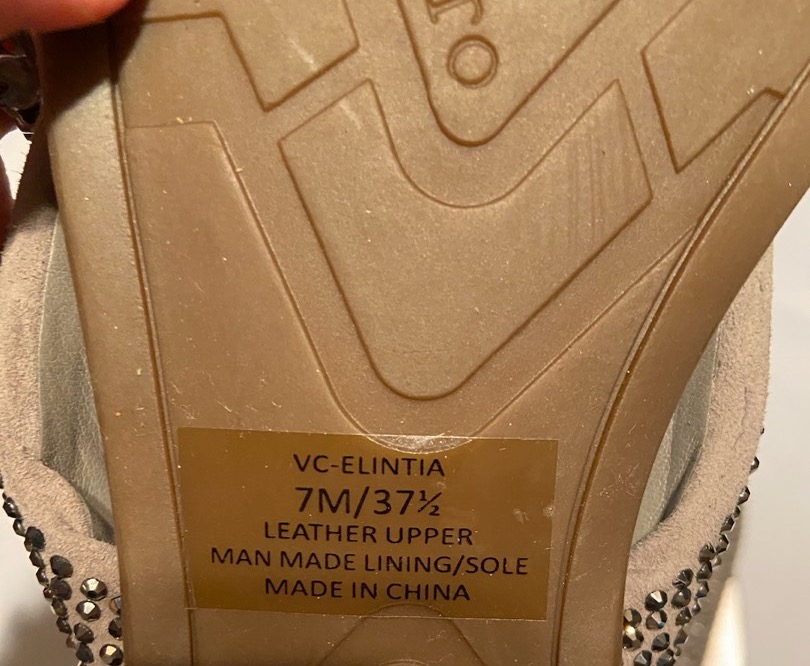 VC-ELINTIA
7M/37½
LEATHER UPPER
MAN MADE LINING/SOLE
MADE IN CHINA